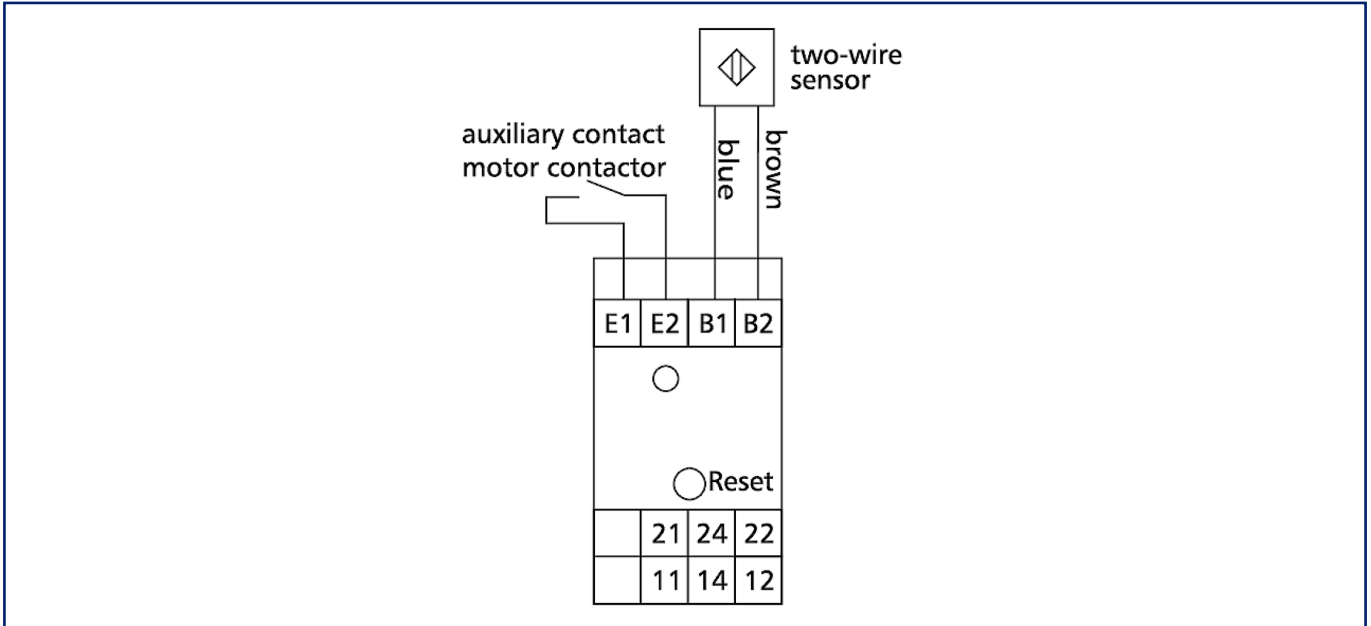 two-wire
sensor
auxiliary contact
motor contactor
blue
brown
E1 E2 B1 B2
Reset
21 24 22
11 14 12